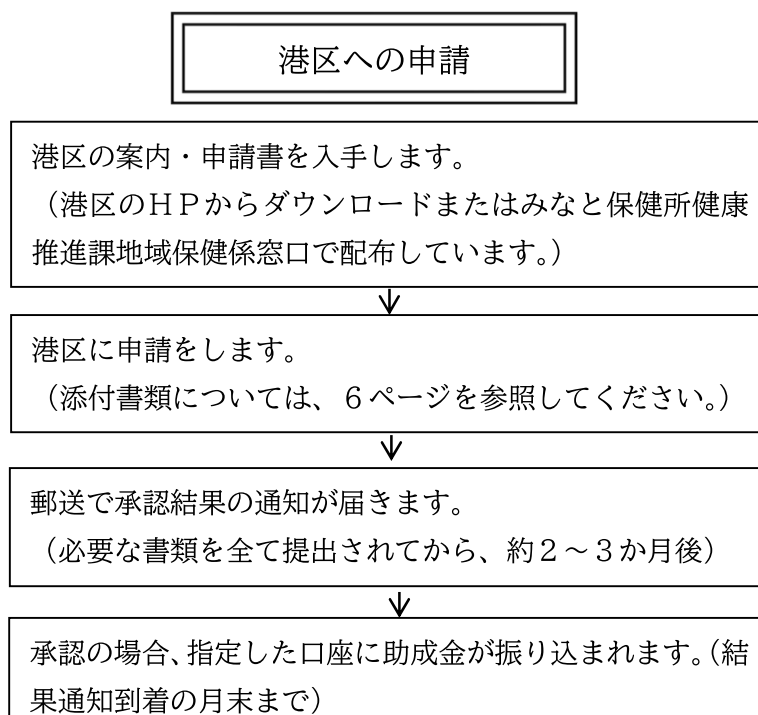 港区への申請
港区の案内・申請書を入手します。
（港区のＨＰからダウンロードまたはみなと保健所健康
推進課地域保健係窓口で配布しています。）
港区に申請をします。
（添付書類については、６ページを参照してください。）
郵送で承認結果の通知が届きます。
（必要な書類を全て提出されてから、約２～３か月後）
承認の場合、指定した口座に助成金が振り込まれます。（結
果通知到着の月末まで）